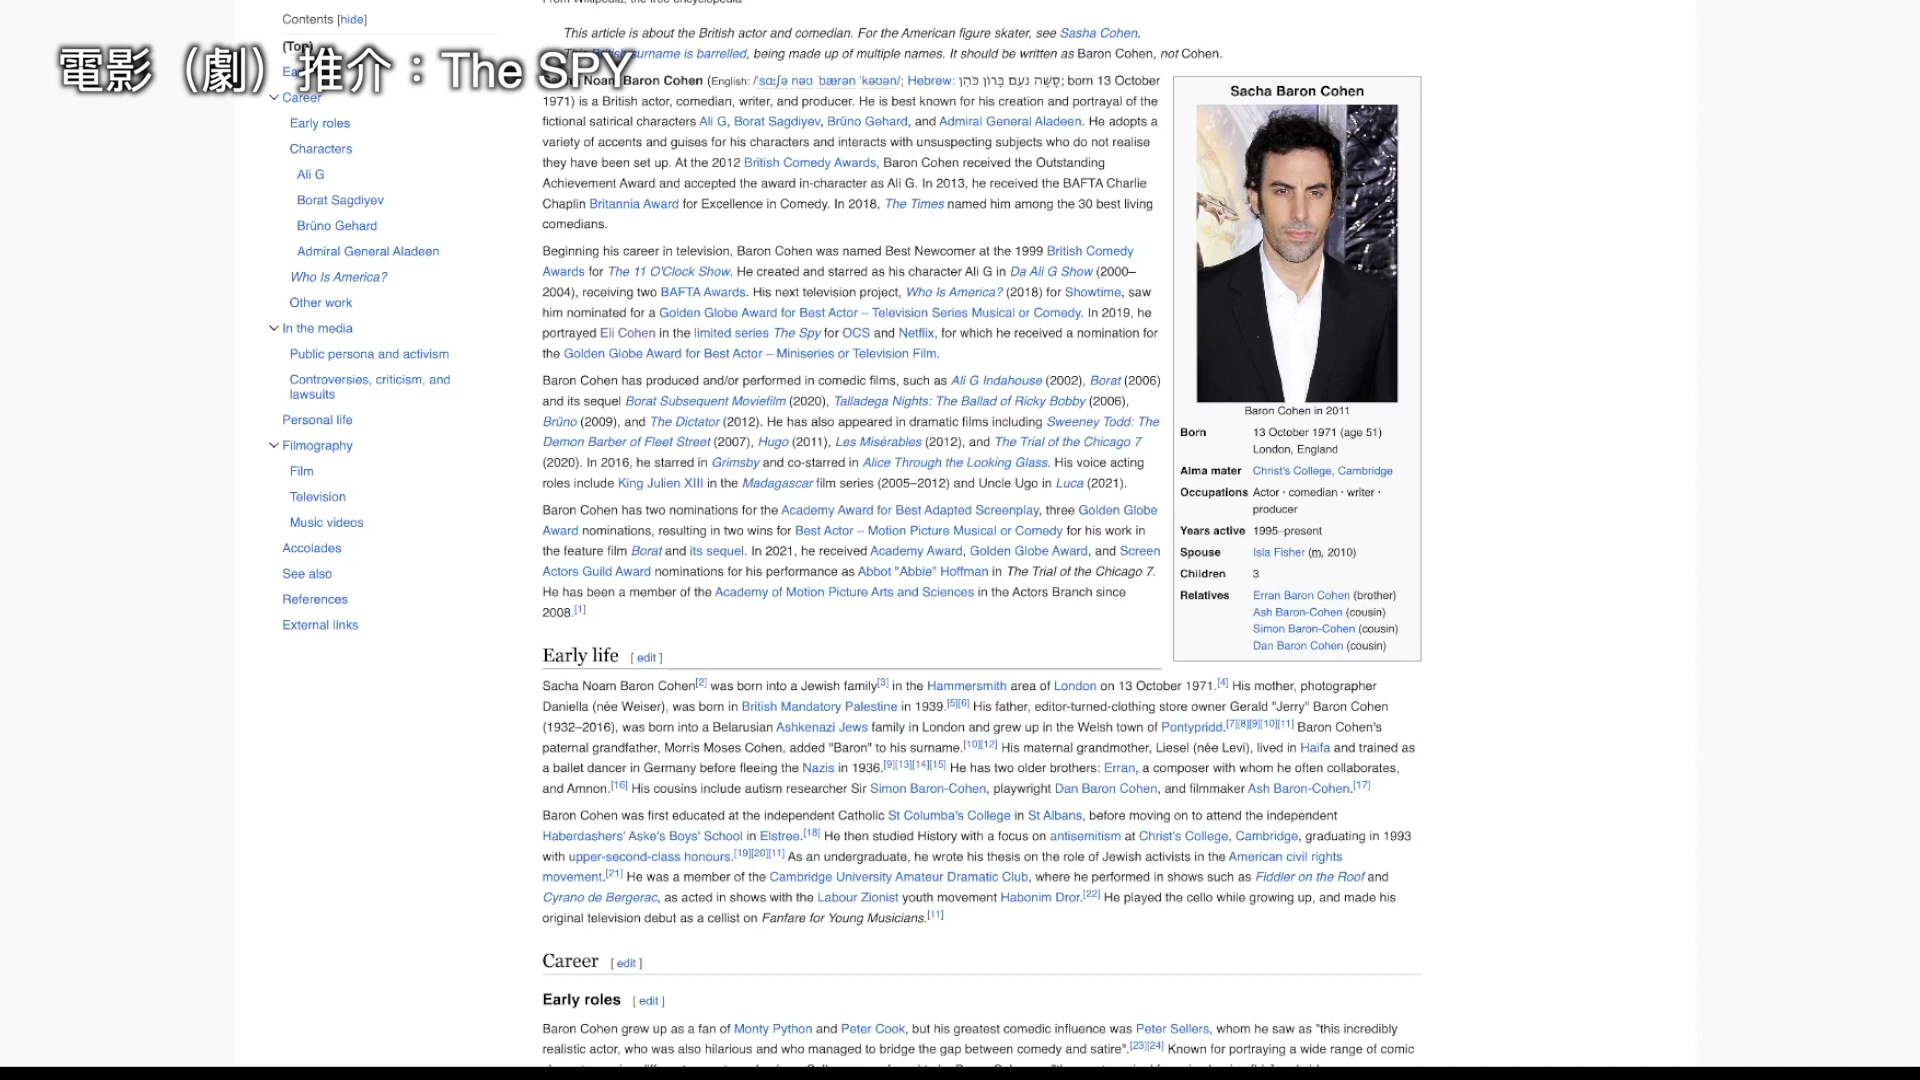 電影（劇）推介：The SPY
Contents [hide]
(Top)
Career
Early roles
Characters
Ali G
Borat Sagdiyev
Brüno Gehard
Admiral General Aladeen
Who Is America?
Other work
In the media
Public persona and activism
Controversies, criticism, and
lawsuits
Personal life
Filmography
Film
Television
Music videos
Accolades
See also
References
External links
From Wikipedia, the free encyclopedia
This article is about the British actor and comedian. For the American figure skater, see Sasha Cohen.
This British surname is barrelled, being made up of multiple names. It should be written as Baron Cohen, not Cohen.
Noam Baron Cohen (English: /ˈsæʃə noʊ ˈbærən ˈkoʊən/; Hebrew: סַשָׁה נֹעַם בָּרוֹן כֹּהֵן; born 13 October
1971) is a British actor, comedian, writer, and producer. He is best known for his creation and portrayal of the
fictional satirical characters Ali G, Borat Sagdiyev, Brüno Gehard, and Admiral General Aladeen. He adopts a
variety of accents and guises for his characters and interacts with unsuspecting subjects who do not realise
they have been set up. At the 2012 British Comedy Awards, Baron Cohen received the Outstanding
Achievement Award and accepted the award in-character as Ali G. In 2013, he received the BAFTA Charlie
Chaplin Britannia Award for Excellence in Comedy. In 2018, The Times named him among the 30 best living
comedians.
Beginning his career in television, Baron Cohen was named Best Newcomer at the 1999 British Comedy
Awards for The 11 O'Clock Show. He created and starred as his character Ali G in Da Ali G Show (2000–
2004), receiving two BAFTA Awards. His next television project, Who Is America? (2018) for Showtime, saw
him nominated for a Golden Globe Award for Best Actor – Television Series Musical or Comedy. In 2019, he
portrayed Eli Cohen in the limited series The Spy for OCS and Netflix, for which he received a nomination for
the Golden Globe Award for Best Actor – Miniseries or Television Film.
Baron Cohen has produced and/or performed in comedic films, such as Ali G Indahouse (2002), Borat (2006)
and its sequel Borat Subsequent Moviefilm (2020), Talladega Nights: The Ballad of Ricky Bobby (2006),
Brüno (2009), and The Dictator (2012). He has also appeared in dramatic films including Sweeney Todd: The
Demon Barber of Fleet Street (2007), Hugo (2011), Les Misérables (2012), and The Trial of the Chicago 7
(2020). In 2016, he starred in Grimsby and co-starred in Alice Through the Looking Glass. His voice acting
roles include King Julien XIII in the Madagascar film series (2005–2012) and Uncle Ugo in Luca (2021).
Baron Cohen has two nominations for the Academy Award for Best Adapted Screenplay, three Golden Globe
Award nominations, resulting in two wins for Best Actor – Motion Picture Musical or Comedy for his work in
the feature film Borat and its sequel. In 2021, he received Academy Award, Golden Globe Award, and Screen
Actors Guild Award nominations for his performance as Abbot "Abbie" Hoffman in The Trial of the Chicago 7.
He has been a member of the Academy of Motion Picture Arts and Sciences in the Actors Branch since
2008.[1]
Sacha Baron Cohen
Baron Cohen in 2011
Born 13 October 1971 (age 51)
London, England
Alma mater Christ's College, Cambridge
Occupations Actor · comedian · writer ·
producer
Years active 1995–present
Spouse Isla Fisher (m. 2010)
Children 3
Relatives Erran Baron Cohen (brother)
Ash Baron-Cohen (cousin)
Simon Baron-Cohen (cousin)
Dan Baron Cohen (cousin)
Early life [ edit ]
Sacha Noam Baron Cohen[2] was born into a Jewish family[3] in the Hammersmith area of London on 13 October 1971.[4] His mother, photographer
Daniella (née Weiser), was born in British Mandatory Palestine in 1939.[5][6] His father, editor-turned-clothing store owner Gerald "Jerry" Baron Cohen
(1932–2016), was born into a Belarusian Ashkenazi Jews family in London and grew up in the Welsh town of Pontypridd.[7][8][9][10][11] Baron Cohen's
paternal grandfather, Morris Moses Cohen, added "Baron" to his surname.[10][12] His maternal grandmother, Liesel (née Levi), lived in Haifa and trained as
a ballet dancer in Germany before fleeing the Nazis in 1936.[9][13][14][15] He has two older brothers: Erran, a composer with whom he often collaborates,
and Amnon.[16] His cousins include autism researcher Sir Simon Baron-Cohen, playwright Dan Baron Cohen, and filmmaker Ash Baron-Cohen.[17]
Baron Cohen was first educated at the independent Catholic St Columba's College in St Albans, before moving on to attend the independent
Haberdashers' Aske's Boys' School in Elstree.[18] He then studied History with a focus on antisemitism at Christ's College, Cambridge, graduating in 1993
with upper-second-class honours.[19][20][11] As an undergraduate, he wrote his thesis on the role of Jewish activists in the American civil rights
movement.[21] He was a member of the Cambridge University Amateur Dramatic Club, where he performed in shows such as Fiddler on the Roof and
Cyrano de Bergerac, as acted in shows with the Labour Zionist youth movement Habonim Dror.[22] He played the cello while growing up, and made his
original television debut as a cellist on Fanfare for Young Musicians.[11]
Career [ edit ]
Early roles [ edit ]
Baron Cohen grew up as a fan of Monty Python and Peter Cook, but his greatest comedic influence was Peter Sellers, whom he saw as "this incredibly
realistic actor, who was also hilarious and who managed to bridge the gap between comedy and satire".[23][24] Known for portraying a wide range of comic